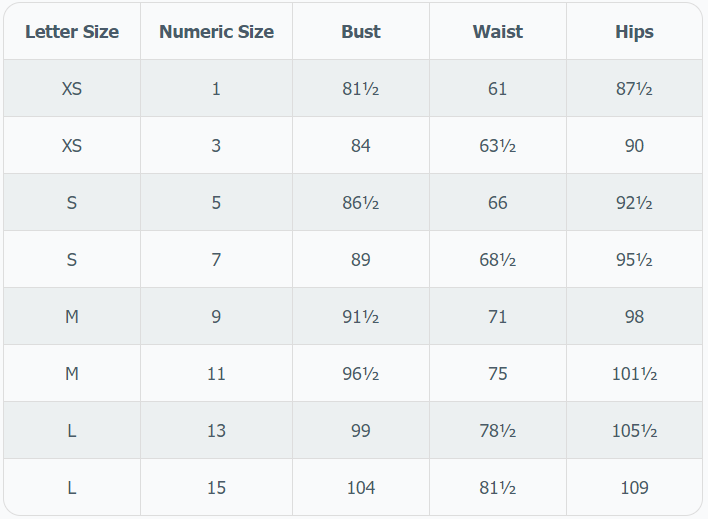 Letter Size Numeric Size Bust Waist Hips
XS 1 81½ 61 87½
XS 3 84 63½ 90
S 5 86½ 66 92½
S 7 89 68½ 95½
M 9 91½ 71 98
M 11 96½ 75 101½
L 13 99 78½ 105½
L 15 104 81½ 109